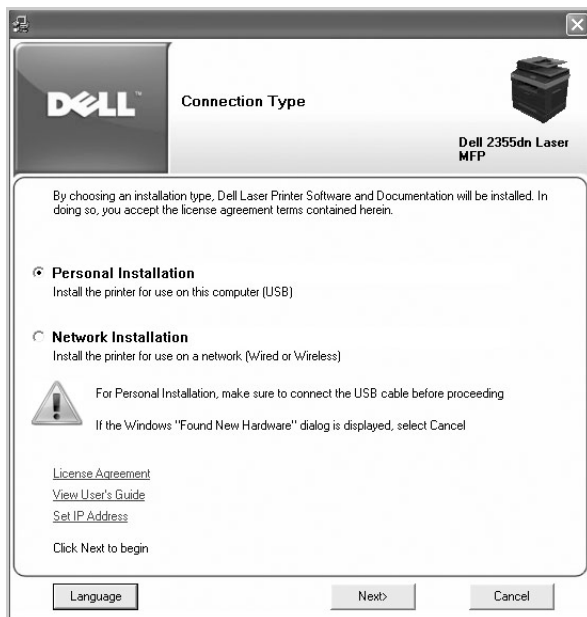 DELL™
Connection Type
Dell 2355dn Laser
MFP
By choosing an installation type, Dell Laser Printer Software and Documentation will be installed. In
doing so, you accept the license agreement terms contained herein.
Personal Installation
Install the printer for use on this computer (USB)
Network Installation
Install the printer for use on a network (Wired or Wireless)
For Personal Installation, make sure to connect the USB cable before proceeding
If the Windows "Found New Hardware" dialog is displayed, select Cancel
License Agreement
View User's Guide
Set IP Address
Click Next to begin
Language
Next>
Cancel